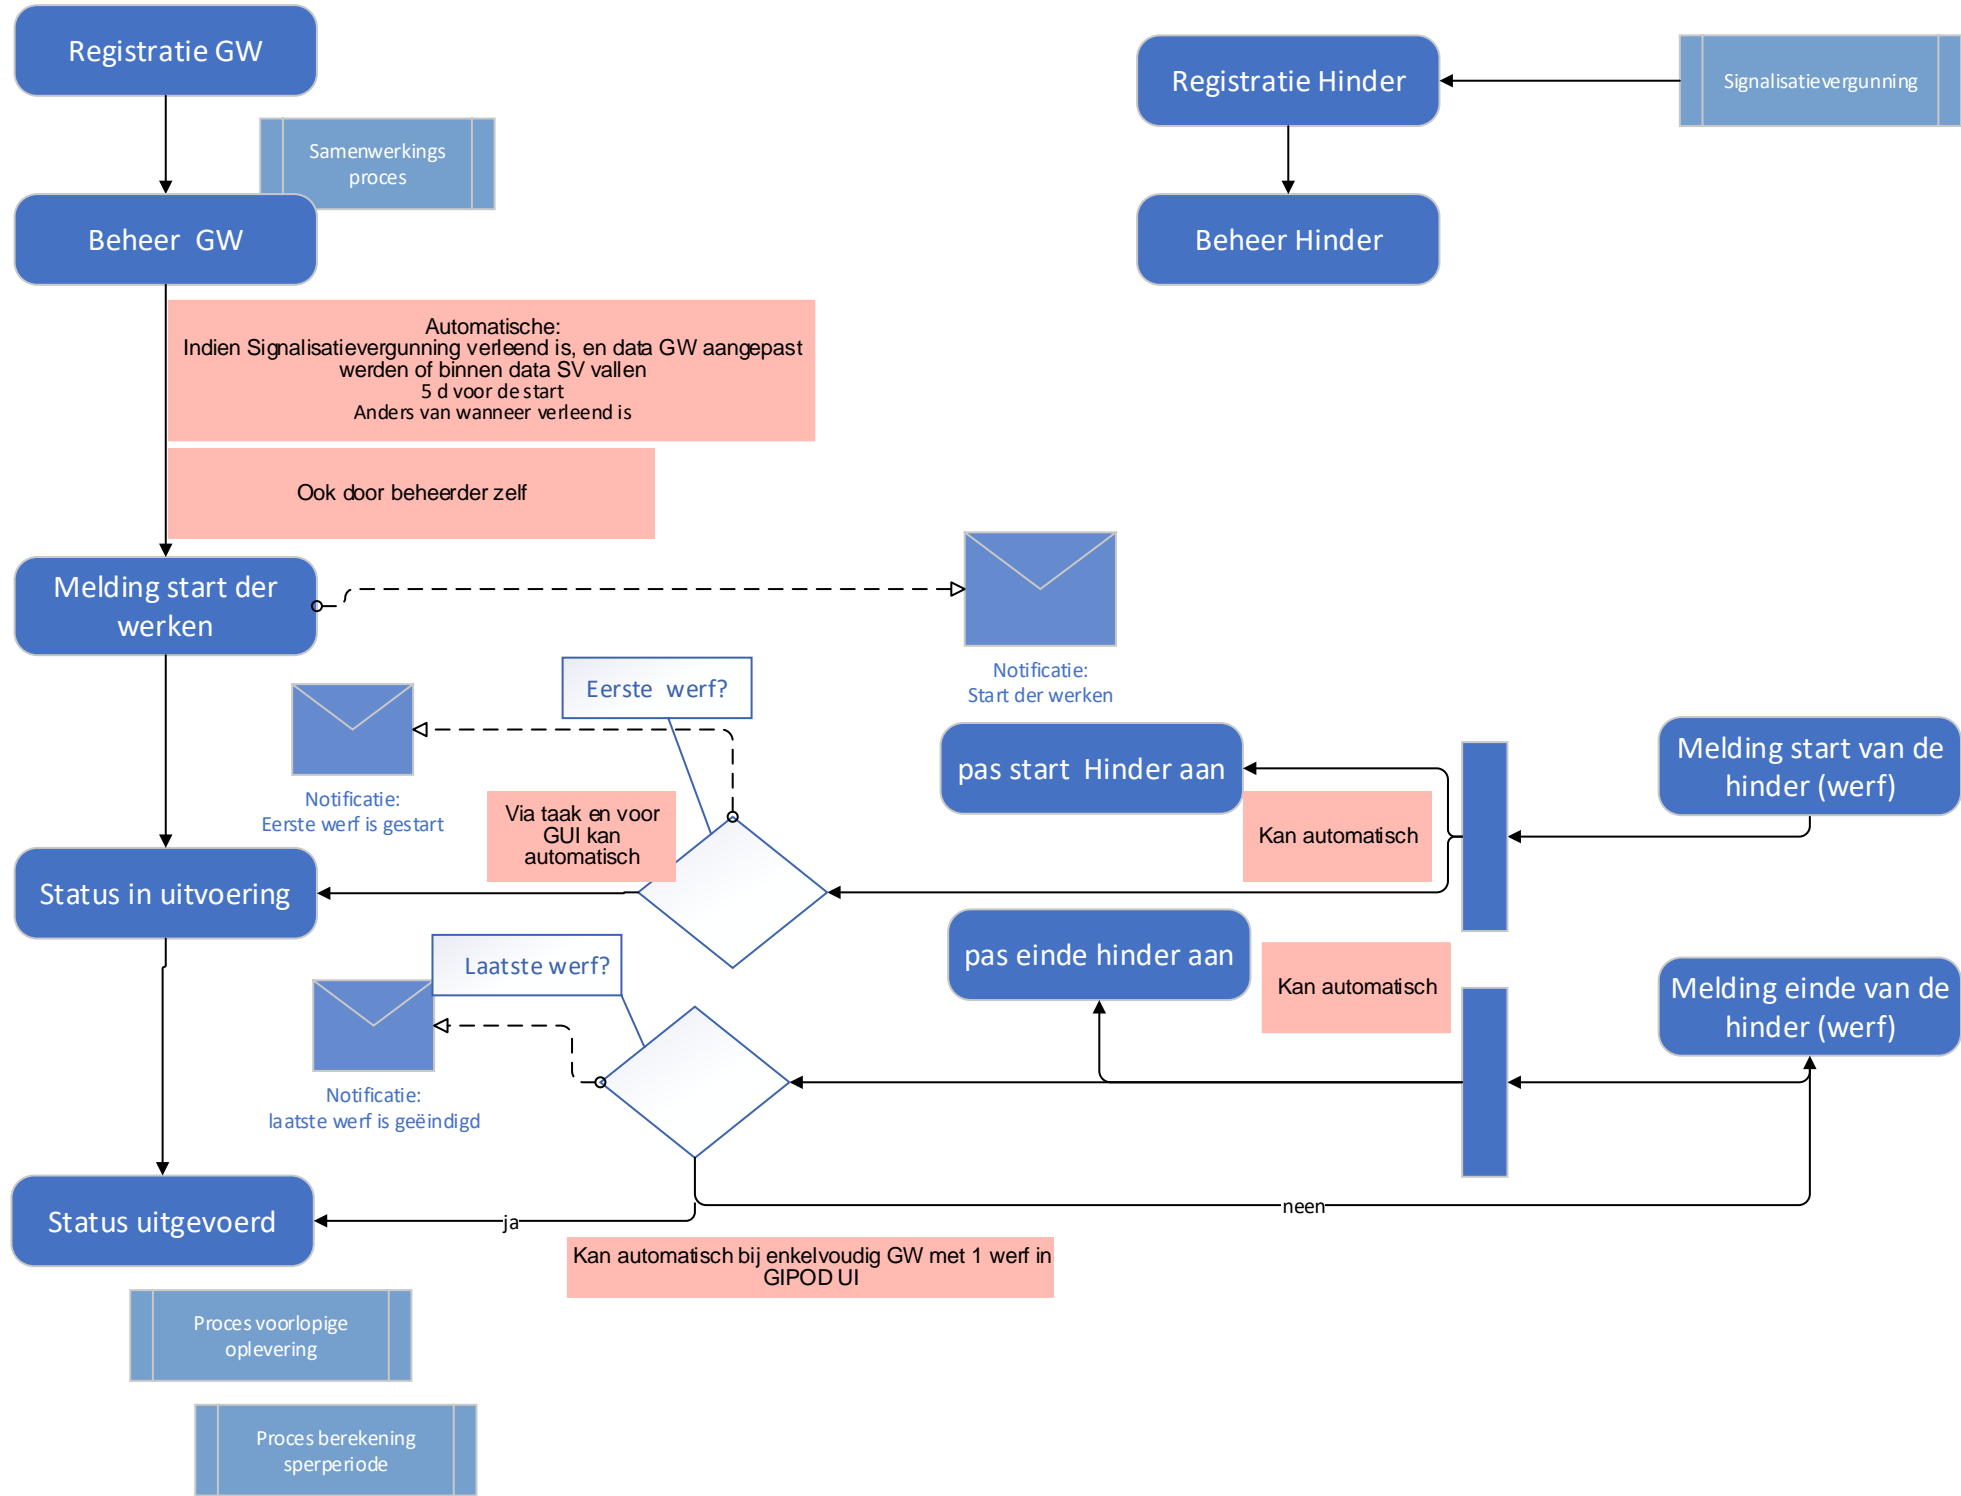 Registratie GW
Registratie Hinder
Signalisatievergunning
Samenwerkings
proces
Beheer  GW
Beheer Hinder
Automatische:
Indien Signalisatievergunning verleend is, en data GW aangepast
werden of binnen data SV vallen
5 d voor de start
Anders van wanneer verleend is
Ook door beheerder zelf
Melding start der
werken
Notificatie:
Start der werken
Eerste  werf?
Notificatie:
Eerste werf is gestart
pas start  Hinder aan
Melding start van de
hinder (werf)
Via taak en voor
GUI kan
automatisch
Kan automatisch
Status in uitvoering
Laatste werf?
pas einde hinder aan
Kan automatisch
Melding einde van de
hinder (werf)
Notificatie:
laatste werf is geëindigd
Status uitgevoerd
ja
neen
Kan automatisch bij enkelvoudig GW met 1 werf in
GIPOD UI
Proces voorlopige
oplevering
Proces berekening
sperperiode